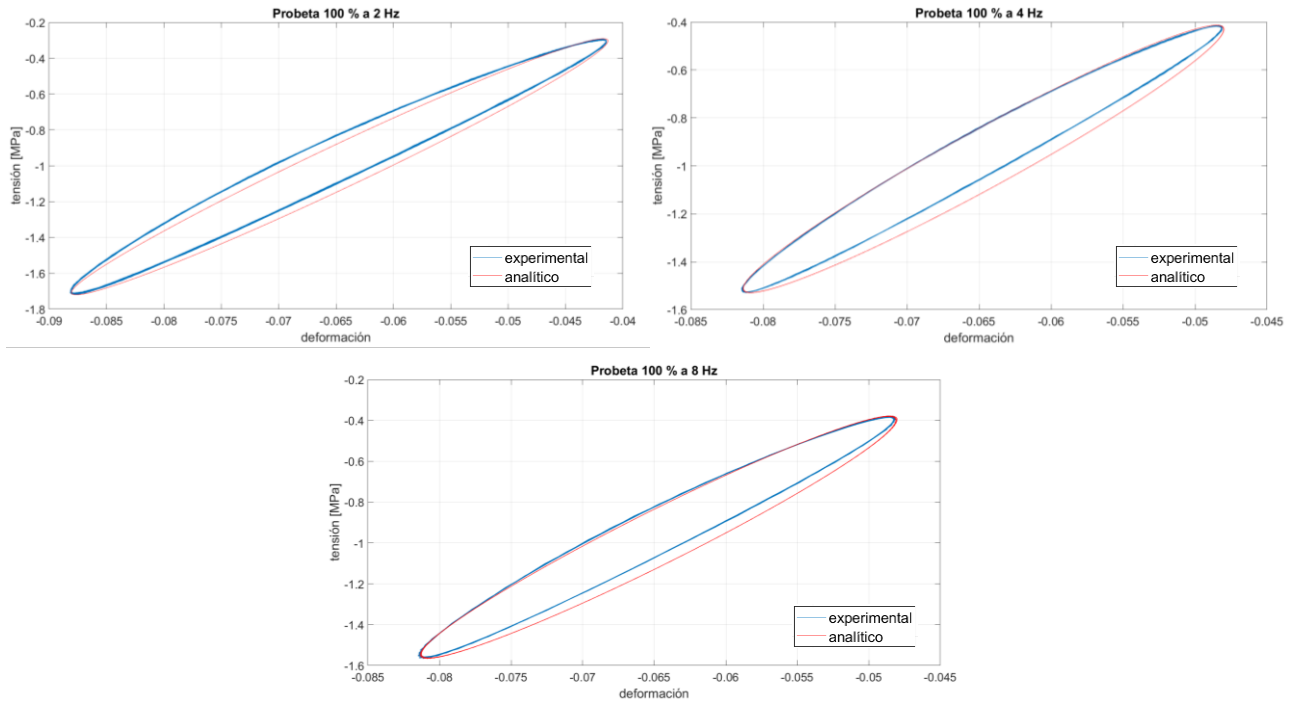 Probeta 100 % a 2 Hz
-0.2
-0.4
-0.6
-0.8
-1
-1.2
-1.4
-1.6
-1.8
tensión [MPa]
-0.09 -0.085 -0.08 -0.075 -0.07 -0.065 -0.06 -0.055 -0.05 -0.045 -0.04
deformación
experimental
analítico
Probeta 100 % a 4 Hz
-0.4
-0.6
-0.8
-1
-1.2
-1.4
-1.6
tensión [MPa]
-0.085 -0.08 -0.075 -0.07 -0.065 -0.06 -0.055 -0.05 -0.045
deformación
experimental
analítico
Probeta 100 % a 8 Hz
-0.2
-0.4
-0.6
-0.8
-1
-1.2
-1.4
-1.6
tensión [MPa]
-0.085 -0.08 -0.075 -0.07 -0.065 -0.06 -0.055 -0.05 -0.045
deformación
experimental
analítico